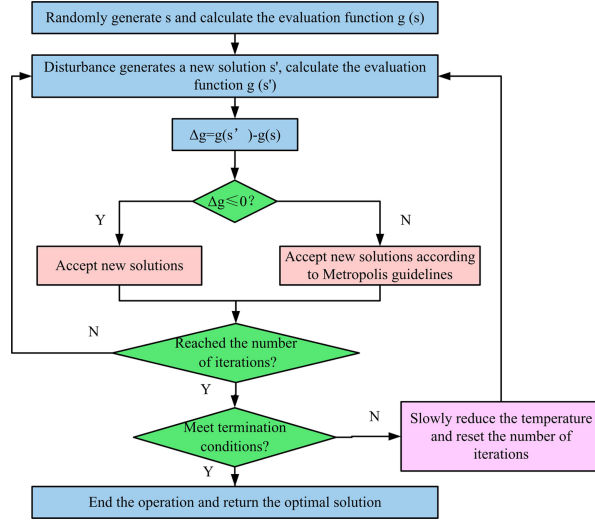 Randomly generate s and calculate the evaluation function g (s)
Disturbance generates a new solution s', calculate the evaluation
function g (s')
Δg=g(s’)-g(s)
Δg≤0?
Y
N
Accept new solutions
Accept new solutions according
to Metropolis guidelines
N
Reached the number
of iterations?
Y
Meet termination
conditions?
N
Slowly reduce the temperature
and reset the number of
iterations
Y
End the operation and return the optimal solution